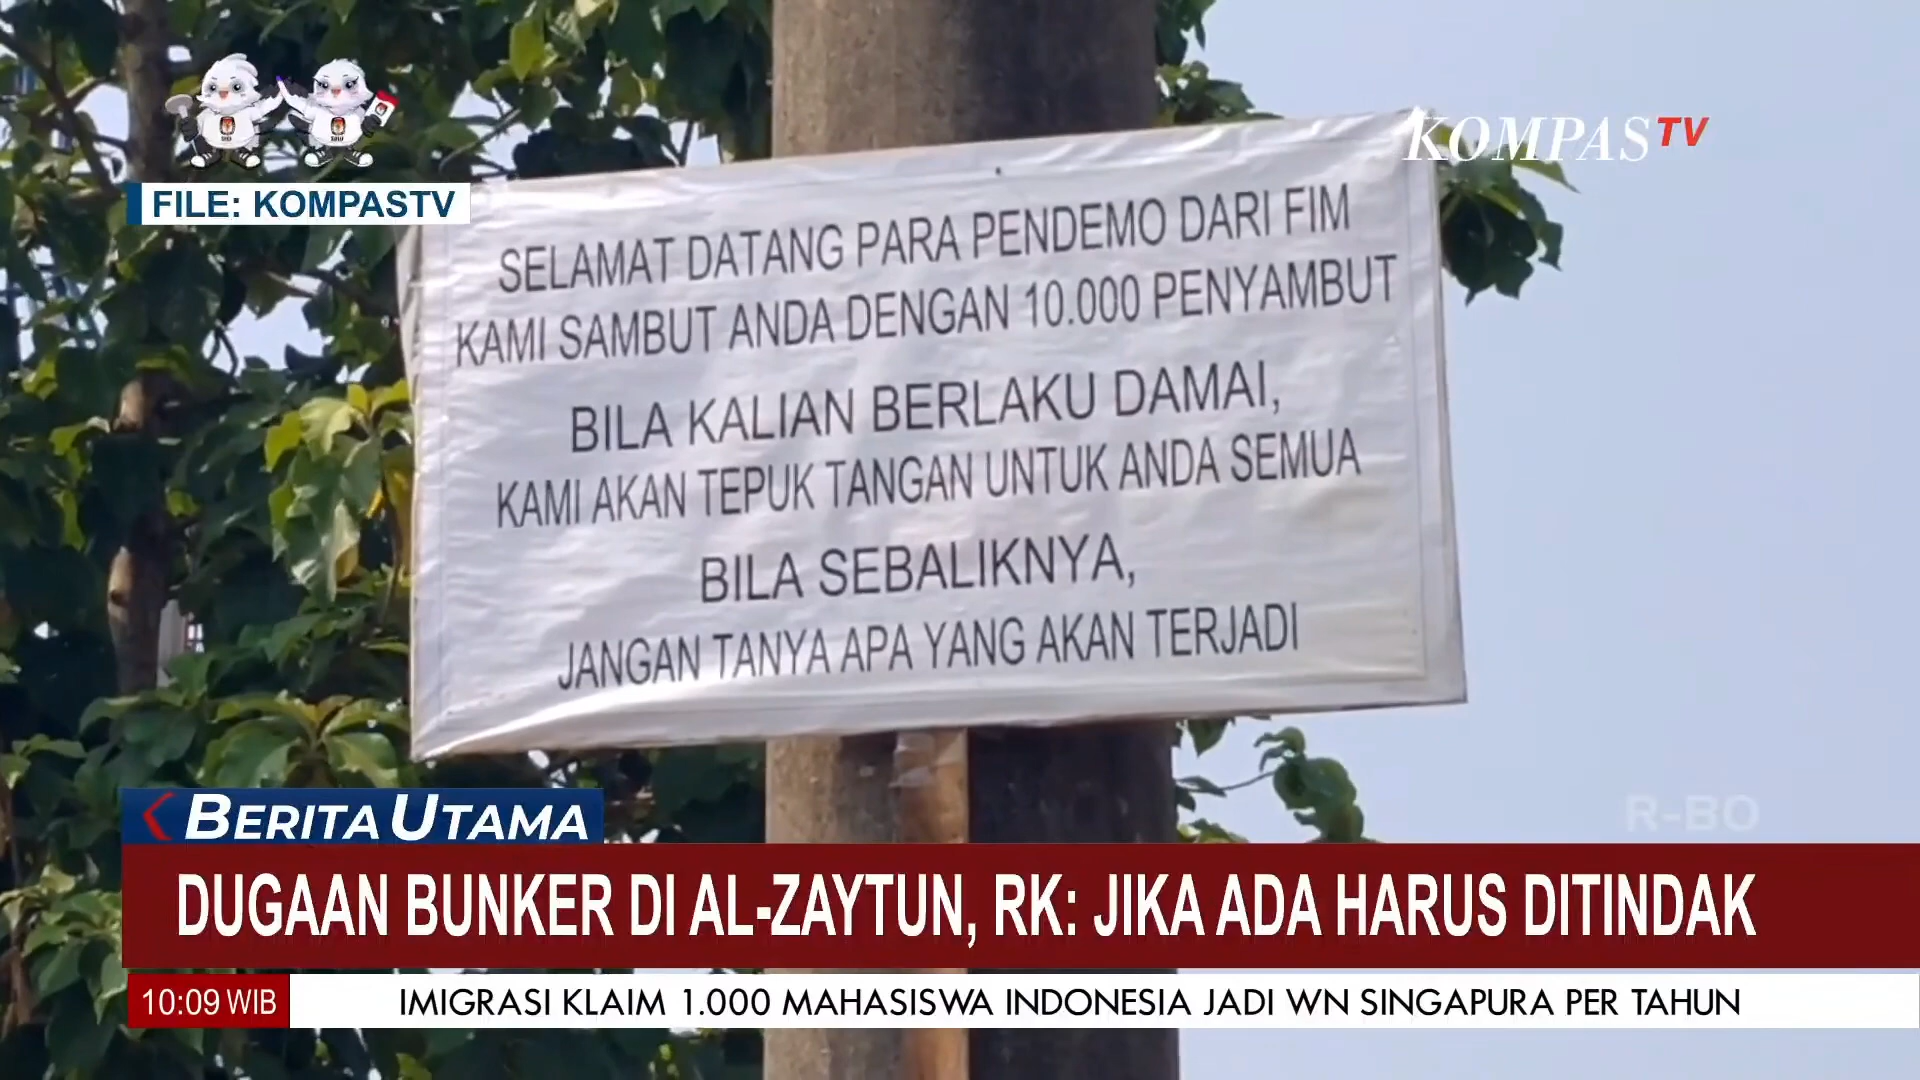 KOMPAS TV
FILE: KOMPASTV
SELAMAT DATANG PARA PENDEMO DARI FIM
KAMI SAMBUT ANDA DENGAN 10.000 PENYAMBUT
BILA KALIAN BERLAKU DAMAI,
KAMI AKAN TEPUK TANGAN UNTUK ANDA SEMUA
BILA SEBALIKNYA,
JANGAN TANYA APA YANG AKAN TERJADI
R-BO
BERITA UTAMA
DUGAAN BUNKER DI AL-ZAYTUN, RK: JIKA ADA HARUS DITINDAK
10:09 WIB
IMIGRASI KLAIM 1.000 MAHASISWA INDONESIA JADI WN SINGAPURA PER TAHUN